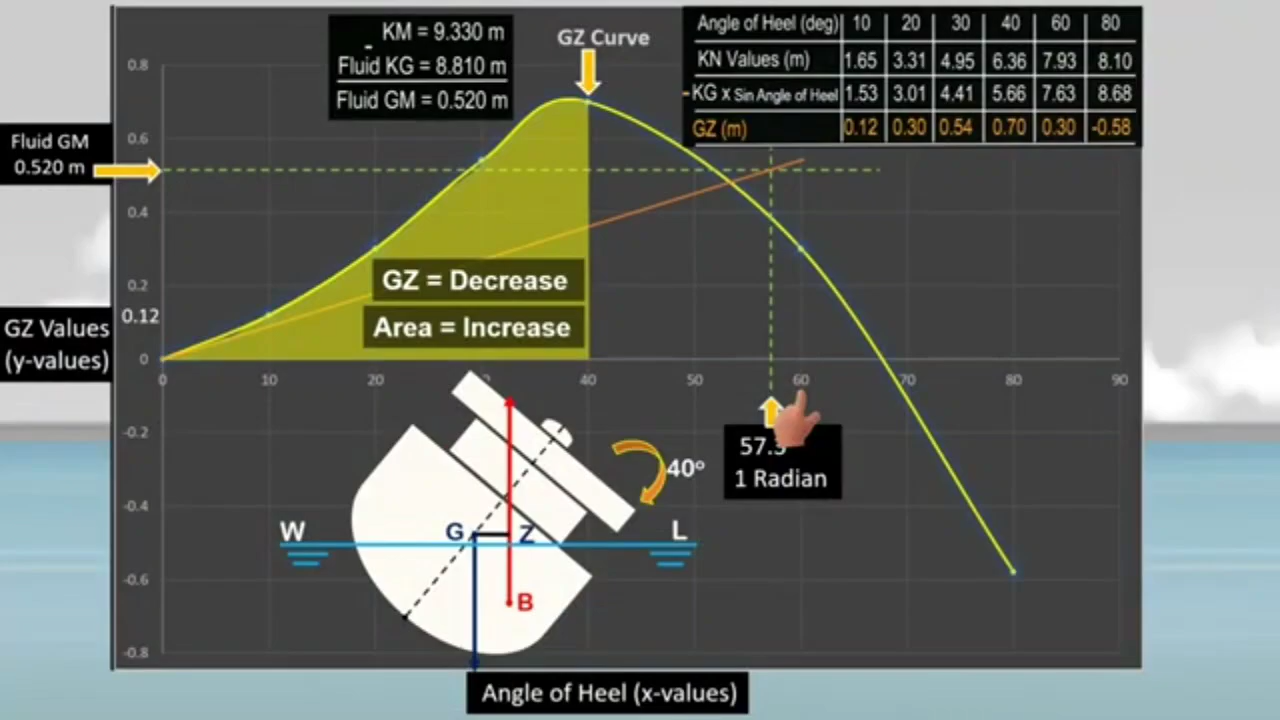 KM = 9.330 m
Fluid KG = 8.810 m
Fluid GM = 0.520 m
GZ Curve
Angle of Heel (deg) 10 20 30 40 60 80
KN Values (m) 1.65 3.31 4.95 6.36 7.93 8.10
KG x Sin Angle of Heel 1.53 3.01 4.41 5.66 7.63 8.68
GZ (m) 0.12 0.30 0.54 0.70 0.30 -0.58
Fluid GM
0.520 m
0.8
0.6
0.4
0.2
0
-0.2
-0.4
-0.6
-0.8
0.12
GZ Values
(y-values)
GZ = Decrease
Area = Increase
0 10 20 40 50 60 70 80 90
40º
1 Radian
W
L
G
Z
B
Angle of Heel (x-values)